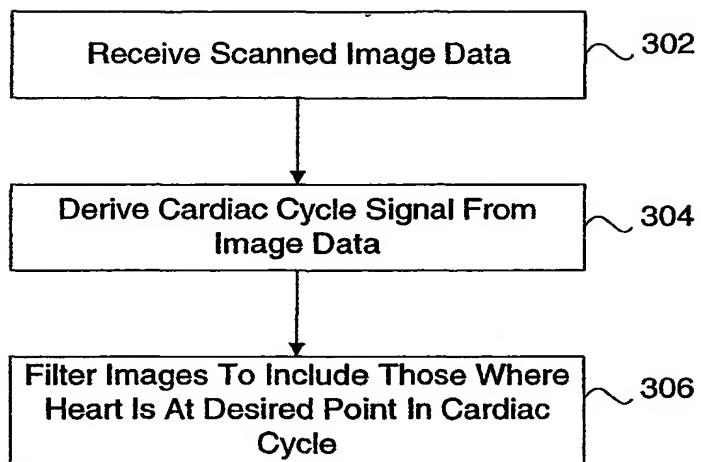 Receive Scanned Image Data
302
Derive Cardiac Cycle Signal From
Image Data
304
Filter Images To Include Those Where
Heart Is At Desired Point In Cardiac
Cycle
306